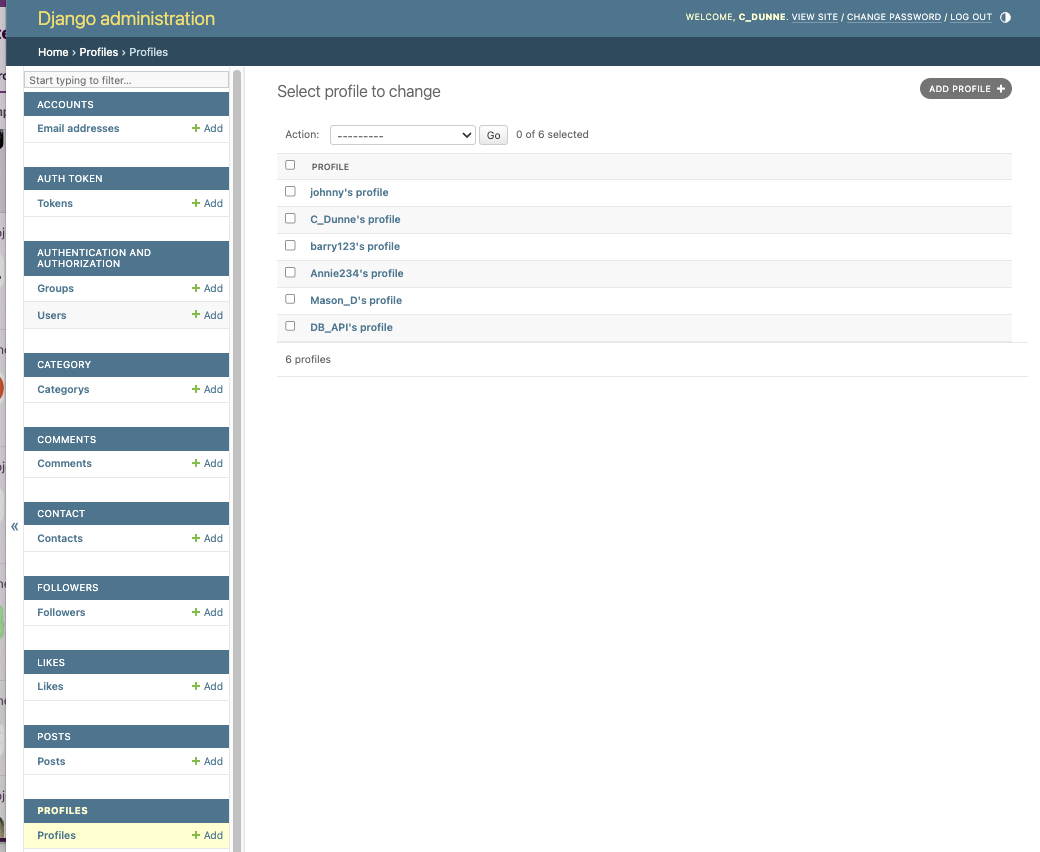 Django administration
WELCOME, C_DUNNE. VIEW SITE / CHANGE PASSWORD / LOG OUT
Home › Profiles › Profiles
Start typing to filter...
ACCOUNTS
Email addresses + Add
AUTH TOKEN
Tokens + Add
AUTHENTICATION AND
AUTHORIZATION
Groups + Add
Users + Add
CATEGORY
Categorys + Add
COMMENTS
Comments + Add
CONTACT
Contacts + Add
FOLLOWERS
Followers + Add
LIKES
Likes + Add
POSTS
Posts + Add
PROFILES
Profiles + Add
«
Select profile to change
ADD PROFILE +
Action: --------- Go 0 of 6 selected
PROFILE
johnny's profile
C_Dunne's profile
barry123's profile
Annie234's profile
Mason_D's profile
DB_API's profile
6 profiles